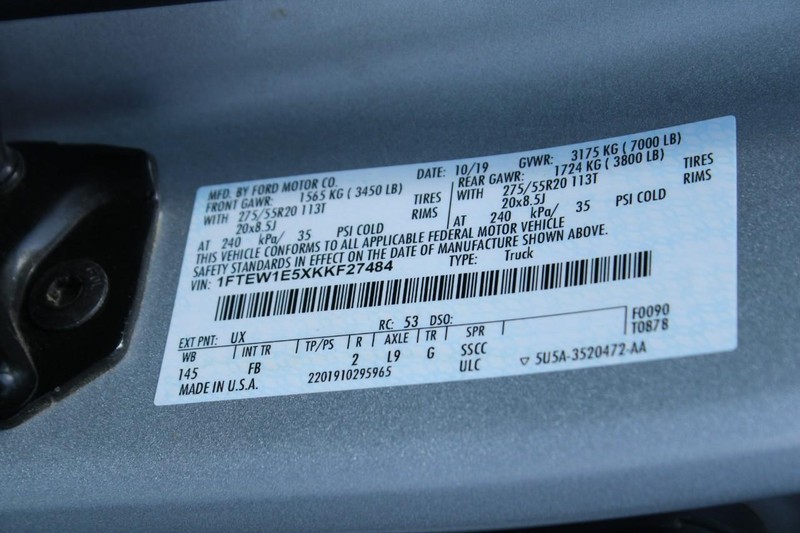 MFD. BY FORD MOTOR CO. DATE: 10/19 GVWR: 3175 KG ( 7000 LB)
FRONT GAWR: 1565 KG ( 3450 LB) REAR GAWR: 1724 KG ( 3800 LB)
WITH 275/55R20 113T TIRES WITH 275/55R20 113T TIRES
20x8.5J RIMS 20x8.5J RIMS
AT 240 kPa/ 35 PSI COLD AT 240 kPa/ 35 PSI COLD
THIS VEHICLE CONFORMS TO ALL APPLICABLE FEDERAL MOTOR VEHICLE
SAFETY STANDARDS IN EFFECT ON THE DATE OF MANUFACTURE SHOWN ABOVE.
VIN: 1FTEW1E5XKKF27484 TYPE: Truck
F0090
T0878
EXT PNT: UX RC: 53 DSO:
WB INT TR TP/PS R AXLE TR SPR
145 FB 2 L9 G SSCC
ULC
MADE IN U.S.A. 2201910295965 ▽ 5U5A-3520472-AA